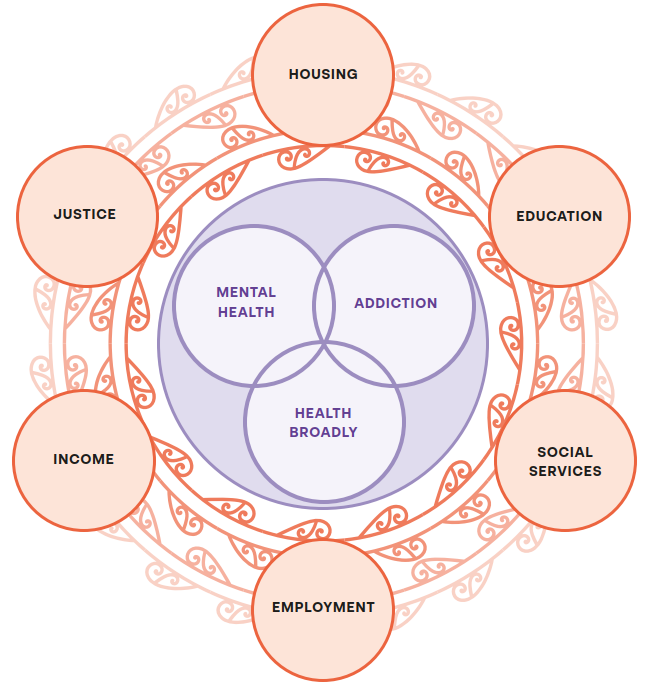 HOUSING
JUSTICE
EDUCATION
MENTAL
HEALTH
ADDICTION
HEALTH
BROADLY
INCOME
SOCIAL
SERVICES
EMPLOYMENT